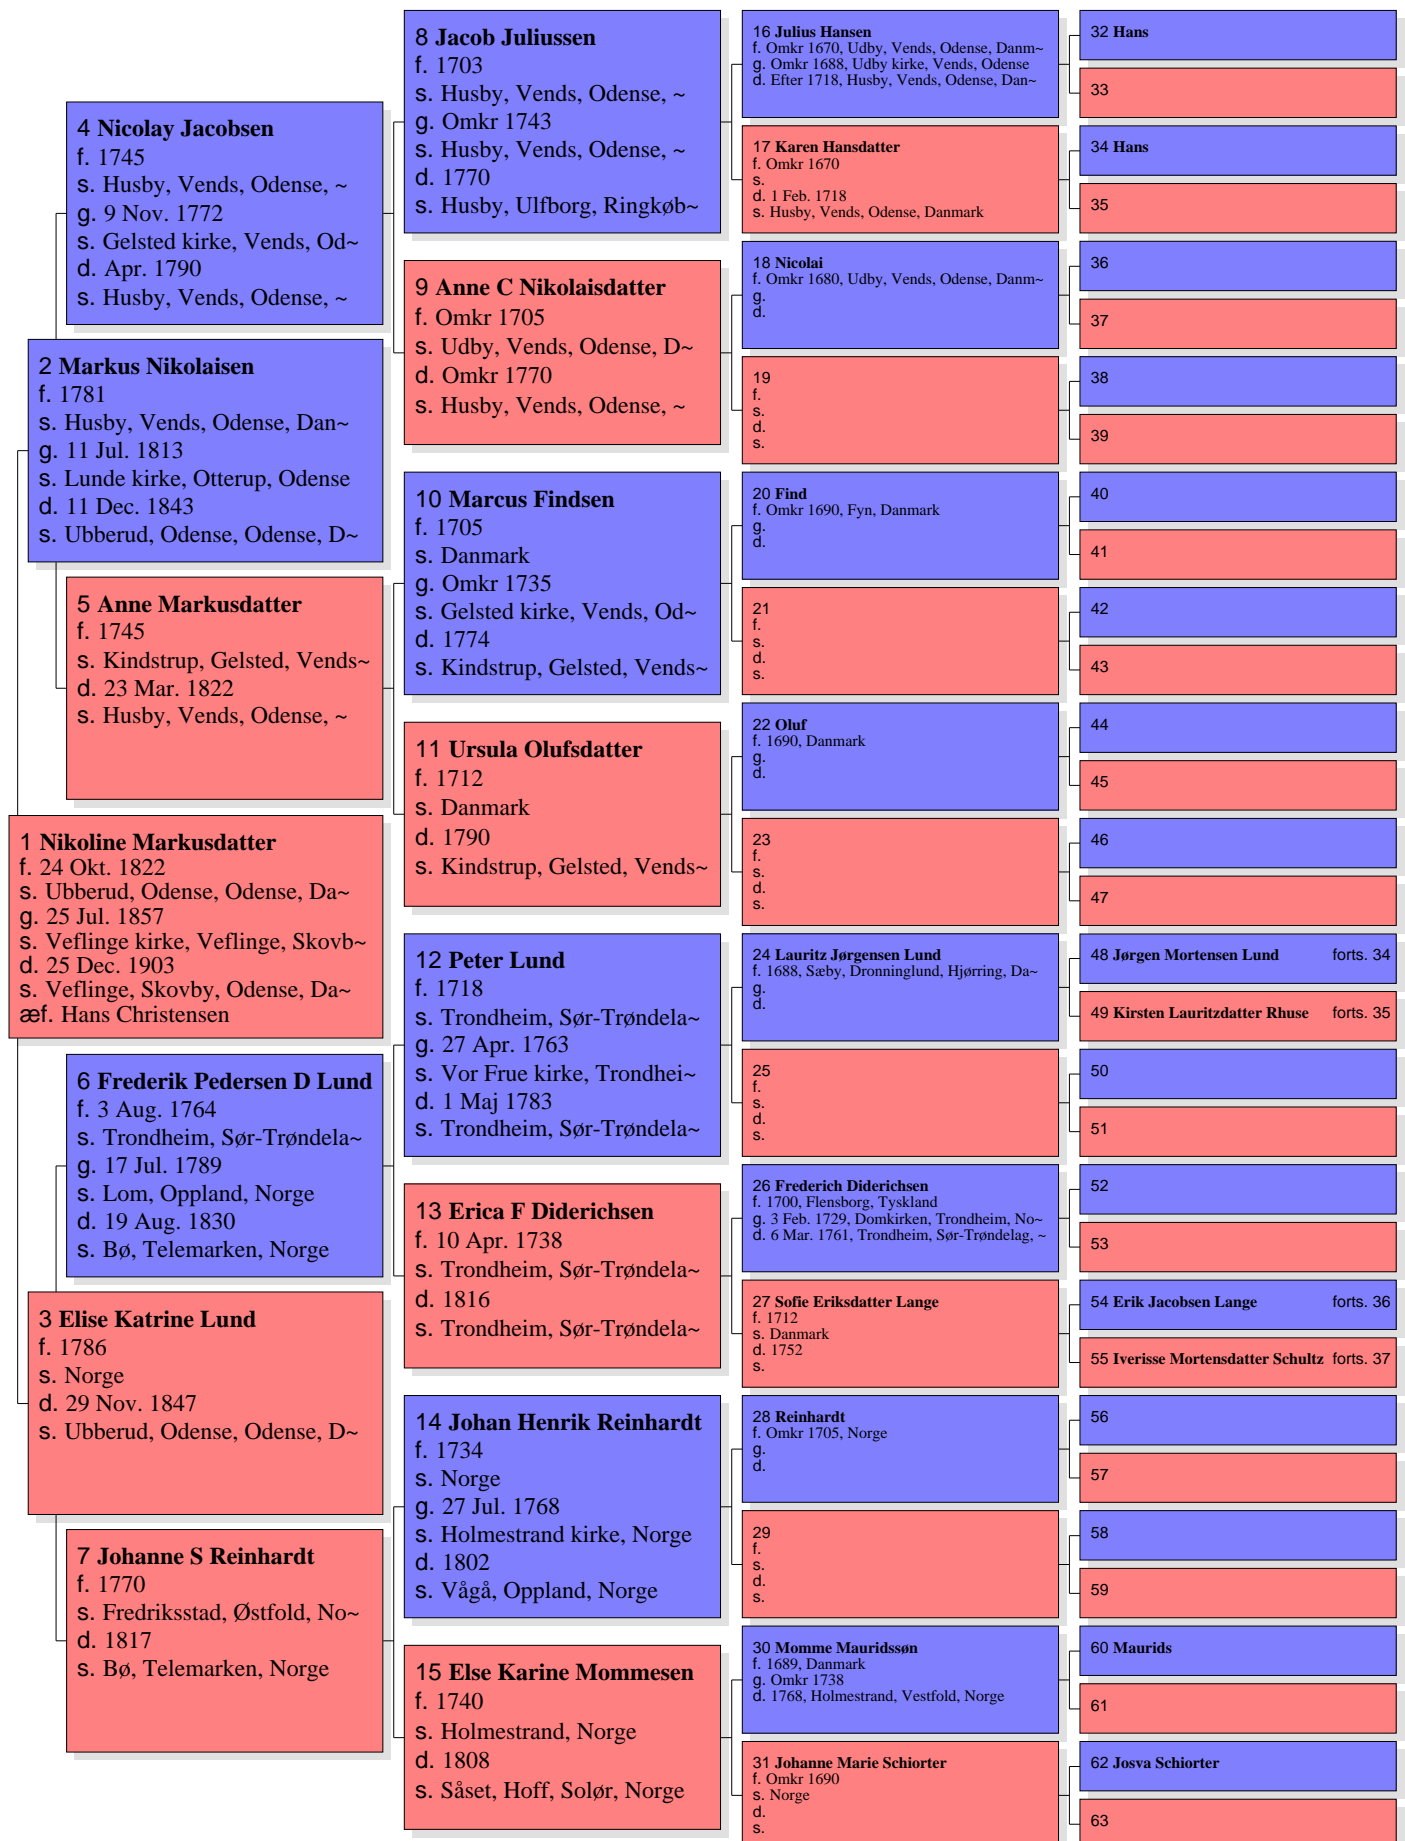 8 Jacob Juliussen
f. 1703
s. Husby, Vends, Odense, ~
g. Omkr 1743
s. Husby, Vends, Odense, ~
d. 1770
s. Husby, Ulfborg, Ringkøb~
16 Julius Hansen
f. Omkr 1670, Udby, Vends, Odense, Danm~
g. Omkr 1688, Udby kirke, Vends, Odense
d. Efter 1718, Husby, Vends, Odense, Dan~
32 Hans
33
4 Nicolay Jacobsen
f. 1745
s. Husby, Vends, Odense, ~
g. 9 Nov. 1772
s. Gelsted kirke, Vends, Od~
d. Apr. 1790
s. Husby, Vends, Odense, ~
17 Karen Hansdatter
f. Omkr 1670
s.
d. 1 Feb. 1718
s. Husby, Vends, Odense, Danmark
34 Hans
35
9 Anne C Nikolaisdatter
f. Omkr 1705
s. Udby, Vends, Odense, D~
d. Omkr 1770
s. Husby, Vends, Odense, ~
18 Nicolai
f. Omkr 1680, Udby, Vends, Odense, Danm~
g.
d.
36
37
2 Markus Nikolaisen
f. 1781
s. Husby, Vends, Odense, Dan~
g. 11 Jul. 1813
s. Lunde kirke, Otterup, Odense
d. 11 Dec. 1843
s. Ubberud, Odense, Odense, D~
19
f.
s.
d.
s.
38
39
10 Marcus Findsen
f. 1705
s. Danmark
g. Omkr 1735
s. Gelsted kirke, Vends, Od~
d. 1774
s. Kindstrup, Gelsted, Vends~
20 Find
f. Omkr 1690, Fyn, Danmark
g.
d.
40
41
5 Anne Markusdatter
f. 1745
s. Kindstrup, Gelsted, Vends~
d. 23 Mar. 1822
s. Husby, Vends, Odense, ~
21
f.
s.
d.
s.
42
43
11 Ursula Olufsdatter
f. 1712
s. Danmark
d. 1790
s. Kindstrup, Gelsted, Vends~
22 Oluf
f. 1690, Danmark
g.
d.
44
45
1 Nikoline Markusdatter
f. 24 Okt. 1822
s. Ubberud, Odense, Odense, Da~
g. 25 Jul. 1857
s. Veflinge kirke, Veflinge, Skovb~
d. 25 Dec. 1903
s. Veflinge, Skovby, Odense, Da~
æf. Hans Christensen
23
f.
s.
d.
s.
46
47
12 Peter Lund
f. 1718
s. Trondheim, Sør-Trøndela~
g. 27 Apr. 1763
s. Vor Frue kirke, Trondhei~
d. 1 Maj 1783
s. Trondheim, Sør-Trøndela~
24 Lauritz Jørgensen Lund
f. 1688, Sæby, Dronninglund, Hjørring, Da~
g.
d.
48 Jørgen Mortensen Lund forts. 34
49 Kirsten Lauritzdatter Rhuse forts. 35
6 Frederik Pedersen D Lund
f. 3 Aug. 1764
s. Trondheim, Sør-Trøndela~
g. 17 Jul. 1789
s. Lom, Oppland, Norge
d. 19 Aug. 1830
s. Bø, Telemarken, Norge
25
f.
s.
d.
s.
50
51
13 Erica F Diderichsen
f. 10 Apr. 1738
s. Trondheim, Sør-Trøndela~
d. 1816
s. Trondheim, Sør-Trøndela~
26 Frederich Diderichsen
f. 1700, Flensborg, Tyskland
g. 3 Feb. 1729, Domkirken, Trondheim, No~
d. 6 Mar. 1761, Trondheim, Sør-Trøndelag, ~
52
53
3 Elise Katrine Lund
f. 1786
s. Norge
d. 29 Nov. 1847
s. Ubberud, Odense, Odense, D~
27 Sofie Eriksdatter Lange
f. 1712
s. Danmark
d. 1752
s.
54 Erik Jacobsen Lange forts. 36
55 Iverisse Mortensdatter Schultz forts. 37
14 Johan Henrik Reinhardt
f. 1734
s. Norge
g. 27 Jul. 1768
s. Holmestrand kirke, Norge
d. 1802
s. Vågå, Oppland, Norge
28 Reinhardt
f. Omkr 1705, Norge
g.
d.
56
57
7 Johanne S Reinhardt
f. 1770
s. Fredriksstad, Østfold, No~
d. 1817
s. Bø, Telemarken, Norge
29
f.
s.
d.
s.
58
59
15 Else Karine Mommesen
f. 1740
s. Holmestrand, Norge
d. 1808
s. Såset, Hoff, Solør, Norge
30 Momme Mauridssøn
f. 1689, Danmark
g. Omkr 1738
d. 1768, Holmestrand, Vestfold, Norge
60 Maurids
61
31 Johanne Marie Schiorter
f. Omkr 1690
s. Norge
d.
s.
62 Josva Schiorter
63